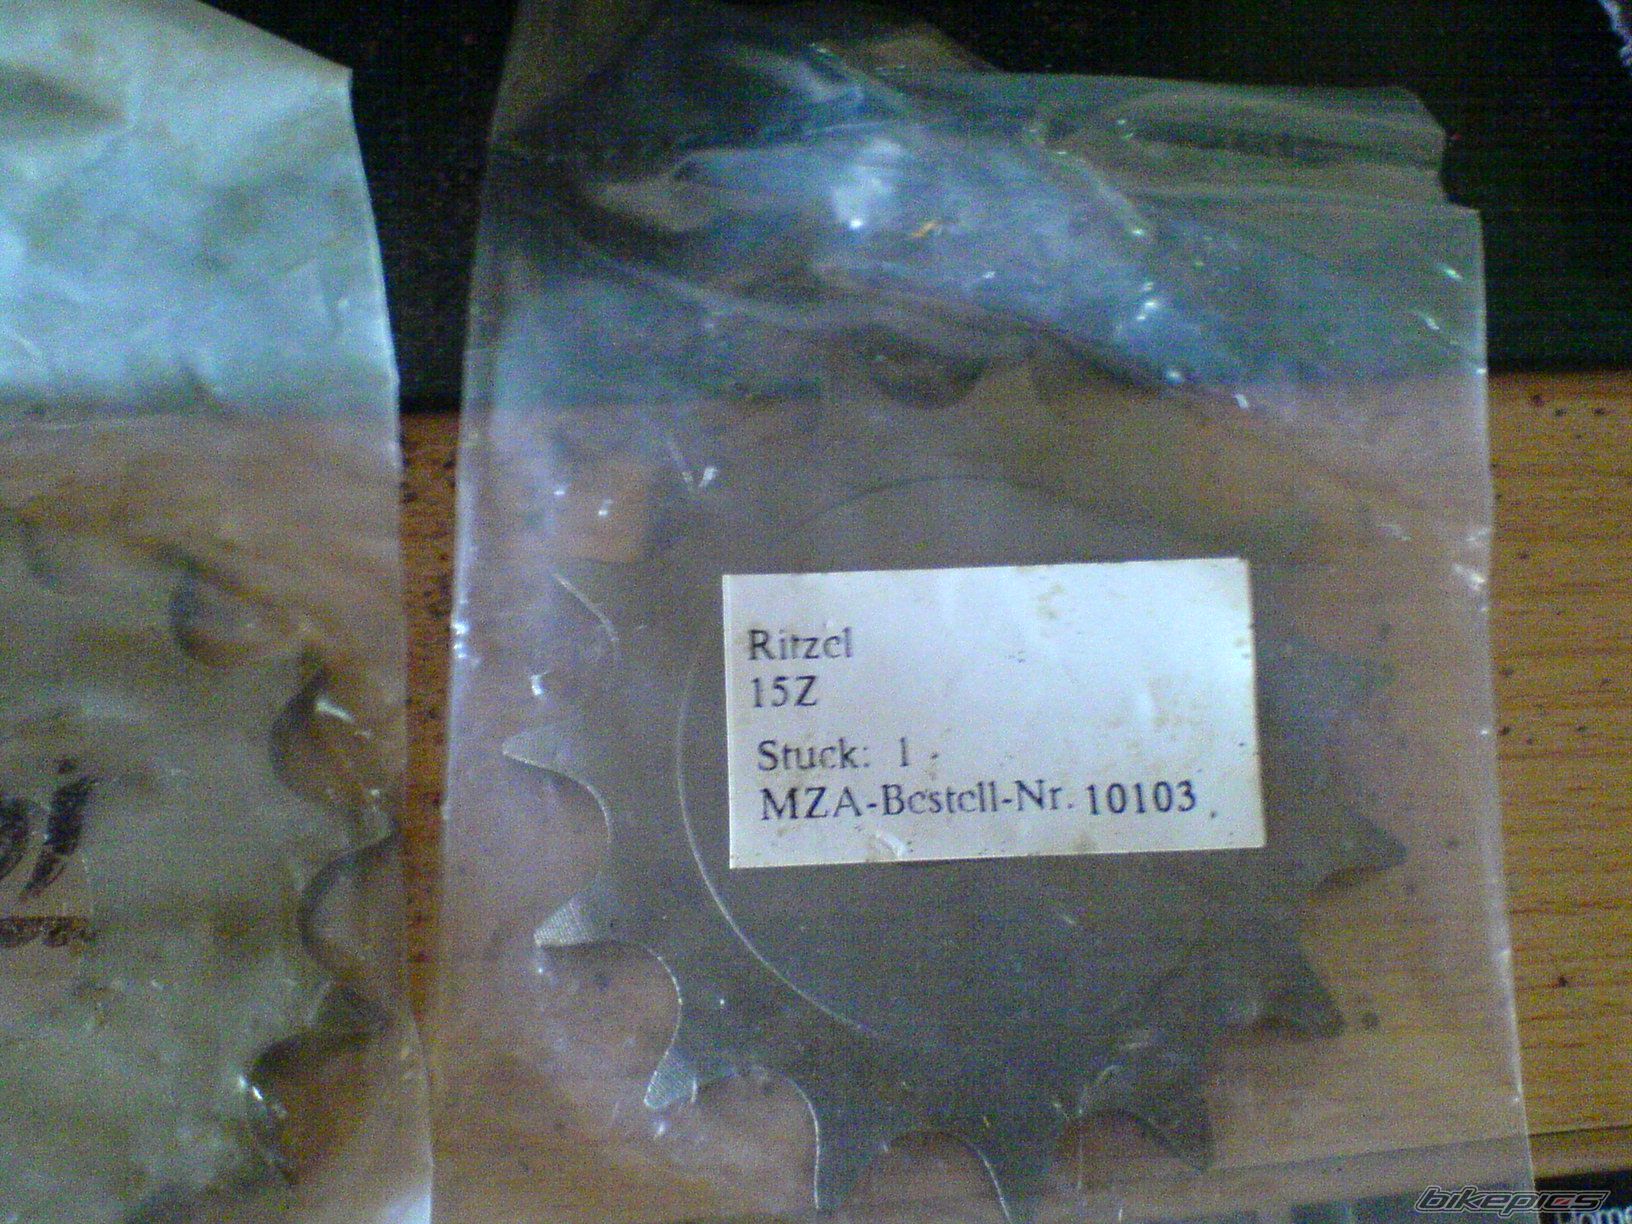 Ritzel
15Z
Stuck: 1
MZA-Bestell-Nr. 10103
bikepics